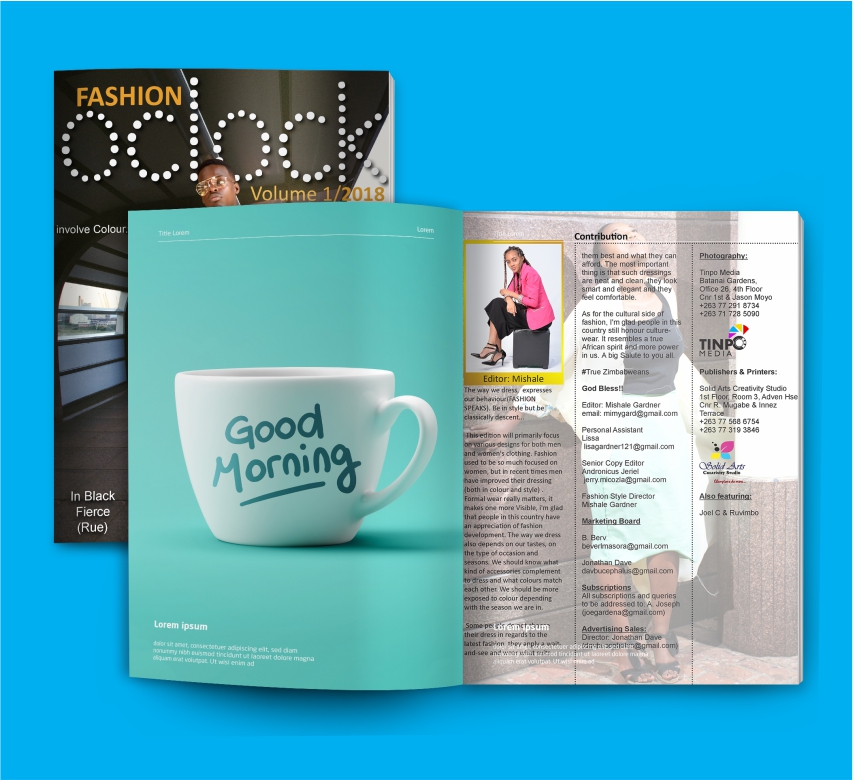 FASHION
oclock
Volume 1/2018
involve Colour.
In Black
Fierce
(Rue)
Title Lorem
Lorem
Good
Morning
Lorem ipsum
dolor sit amet, consectetuer adipiscing elit, sed diam
nonummy nibh euismod tincidunt ut laoreet dolore magna
aliquam erat volutpat. Ut wisi enim ad
Editor: Mishale
The way we dress, expresses
our behaviour(FASHION
SPEAKS). Be in style but be
classically descent...
This edition will primarily focus
on various designs for both men
and women's clothing. Fashion
used to be so much focused on
women, but in recent times men
have improved their dressing
(both in colour and style) .
Formal wear really matters, it
makes one more Visible, i'm glad
that people in this country have
an appreciation of fashion
development. The way we dress
also depends on our tastes, on
the type of occasion and
seasons. We should know what
kind of accessories complement
to dress and what colours match
each other. We should be more
exposed to colour depending
with the season we are in.
Some
their dress in regards to the
latest fashion, they apply a wait-
and-see and wear what
Lorem ipsum
Contribution
them best and what they can
afford. The most important
thing is that such dressings
are neat and clean, they look
smart and elegant and they
feel comfortable.
As for the cultural side of
fashion, I'm glad people in this
country still honour culture-
wear. It resembles a true
African spirit and more power
in us. A big Salute to you all.
#True Zimbabweans
God Bless!!
Editor: Mishale Gardner
email: mimygard@gmail.com
Personal Assistant
Lissa
lisagardner121@gmail.com
Senior Copy Editor
Andronicus Jeriel
jerry.micozla@gmail.com
Fashion Style Director
Mishale Gardner
Marketing Board
B. Berv
beverlmasora@gmail.com
Jonathan Dave
davbucephalus@gmail.com
Subscriptions
All subscriptions and queries
to be addressed to: A. Joseph
(joegardena@gmail.com)
Advertising Sales:
Director: Jonathan Dave
Photography:
Tinpo Media
Batanai Gardens,
Office 26, 4th Floor
Cnr 1st & Jason Moyo
+263 77 291 8734
+263 71 728 5090
TINPO
MEDIA
Publishers & Printers:
Solid Arts Creativity Studio
1st Floor, Room 3, Adven Hse
Cnr R. Mugabe & Innez
Terrace
+263 77 568 6754
+263 77 319 3846
Solid Arts
Creativity Studio
Also featuring:
Joel C & Ruvimbo